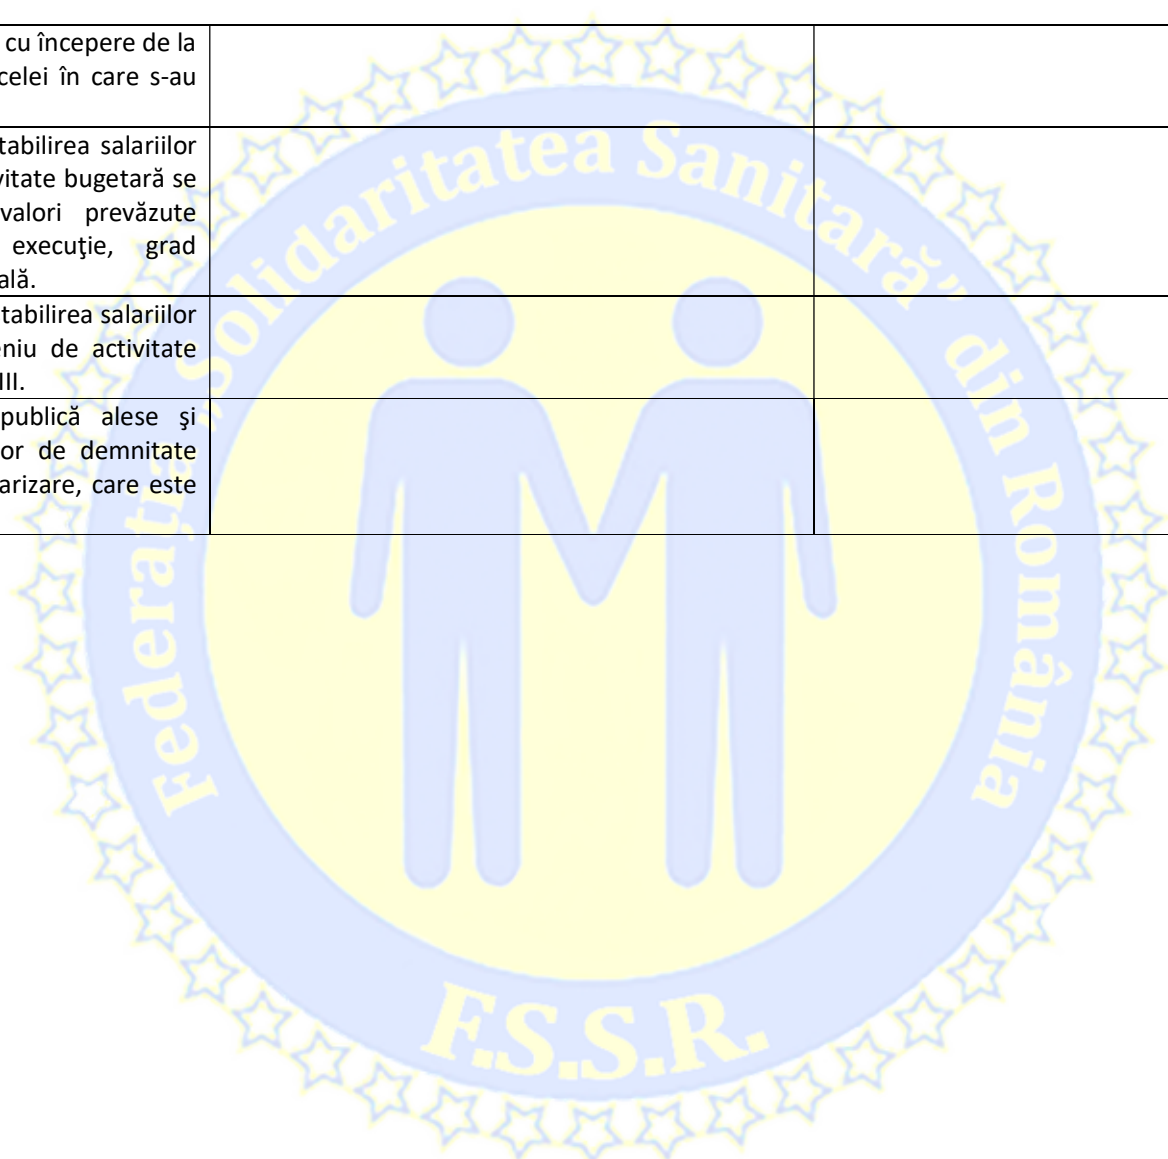 cu începere de la
celei în care s-au
tabilirea salariilor
vitate bugetară se
valori prevăzute
execuţie, grad
ală.
tabilirea salariilor
eniu de activitate
III.
publică alese şi
or de demnitate
arizare, care este
Federaţia „Solidaritatea Sanitară” din România
F.S.S.R.